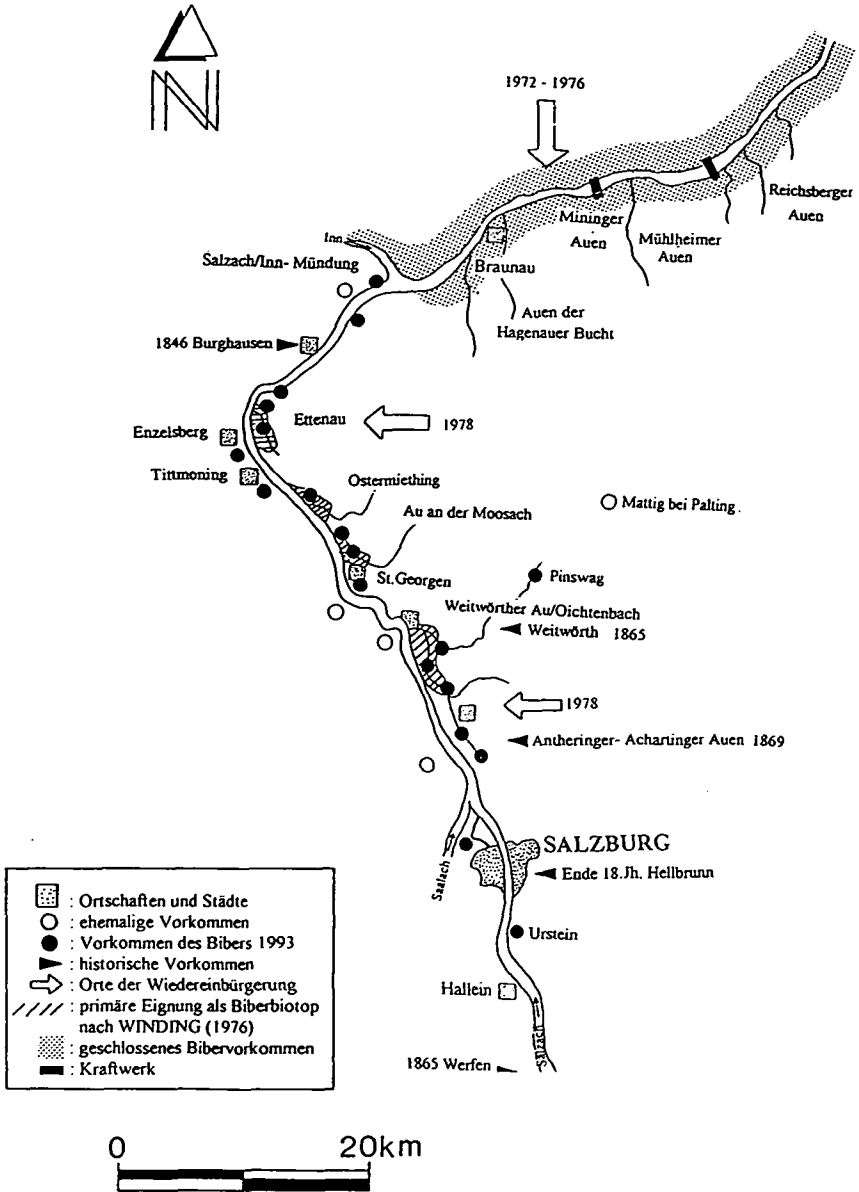 N
1972 - 1976
Reichsberger
Auen
Mininger
Auen
Mühlheimer
Auen
Inn
Salzach/Inn- Mündung
Braunau
Auen der
Hagenauer Bucht
1846 Burghausen
Ettenau
1978
Enzelsberg
Tittmoning
Ostermiething
Mattig bei Palting.
Au an der Moosach
St.Georgen
Pinswag
Weitwörther Au/Oichtenbach
Weitwörth 1865
1978
Antheringer- Achartinger Auen 1869
SALZBURG
Saalach
Ende 18.Jh. Hellbrunn
Urstein
Hallein
Salzach
1865 Werfen
: Ortschaften und Städte
: ehemalige Vorkommen
: Vorkommen des Bibers 1993
: historische Vorkommen
: Orte der Wiedereinbürgerung
: primäre Eignung als Biberbiotop
nach WINDING (1976)
: geschlossenes Bibervorkommen
: Kraftwerk
0 20km